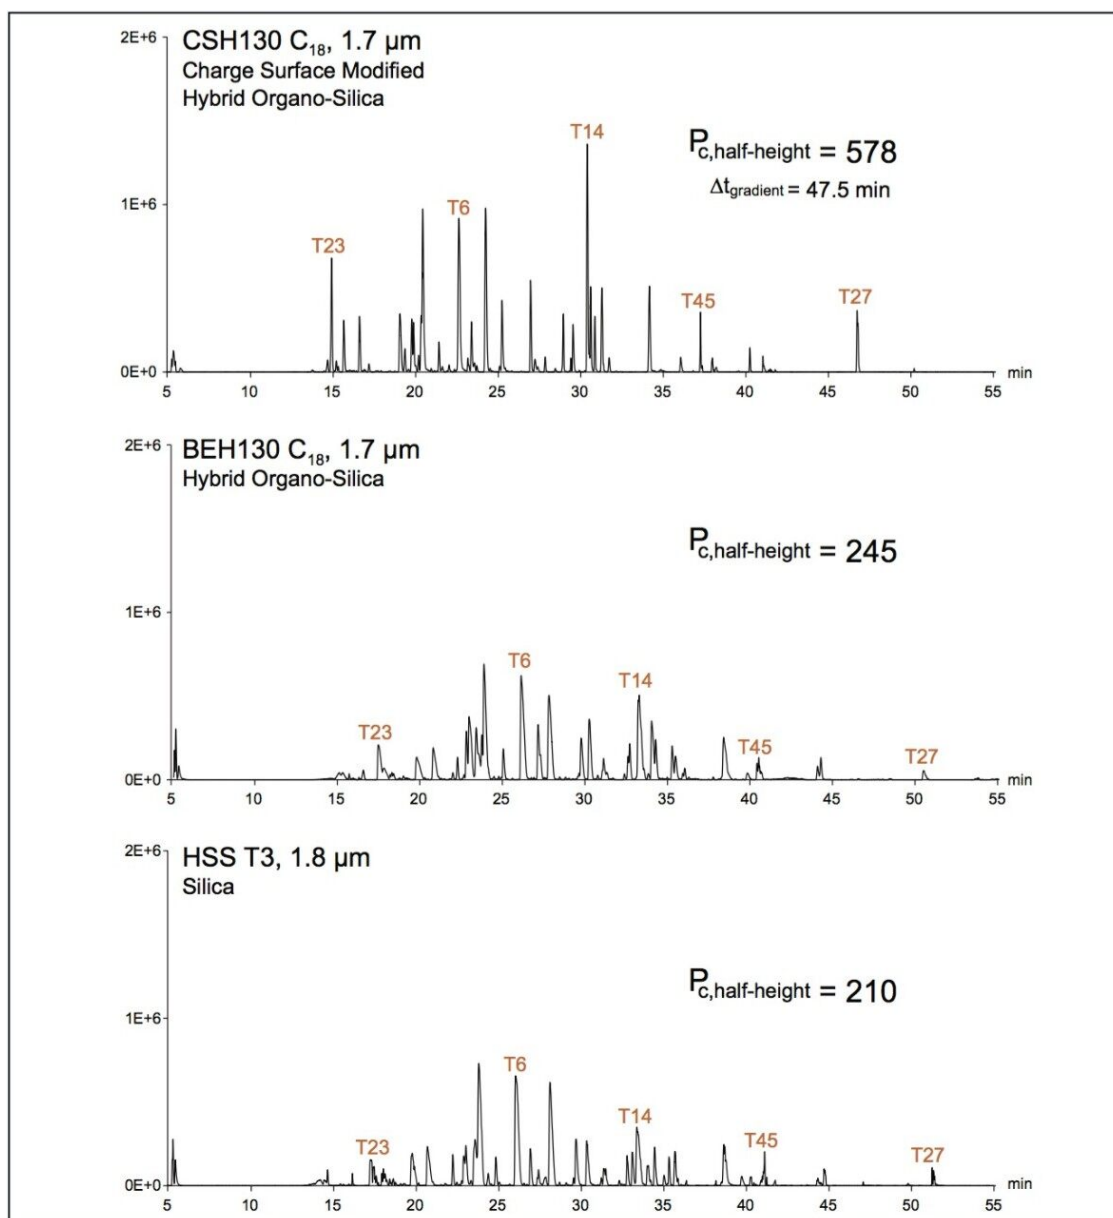 2E+6
CSH130 C18, 1.7 µm
Charge Surface Modified
Hybrid Organo-Silica
T14
Pc,half-height = 578
Δtgradient = 47.5 min
1E+6
T6
T23
T45
T27
0E+0
min
5 10 15 20 25 30 35 40 45 50 55
2E+6
BEH130 C18, 1.7 µm
Hybrid Organo-Silica
Pc,half-height = 245
1E+6
T6
T14
T23
T45
T27
0E+0
min
5 10 15 20 25 30 35 40 45 50 55
2E+6
HSS T3, 1.8 µm
Silica
Pc,half-height = 210
1E+6
T6
T14
T23
T45
T27
0E+0
min
5 10 15 20 25 30 35 40 45 50 55